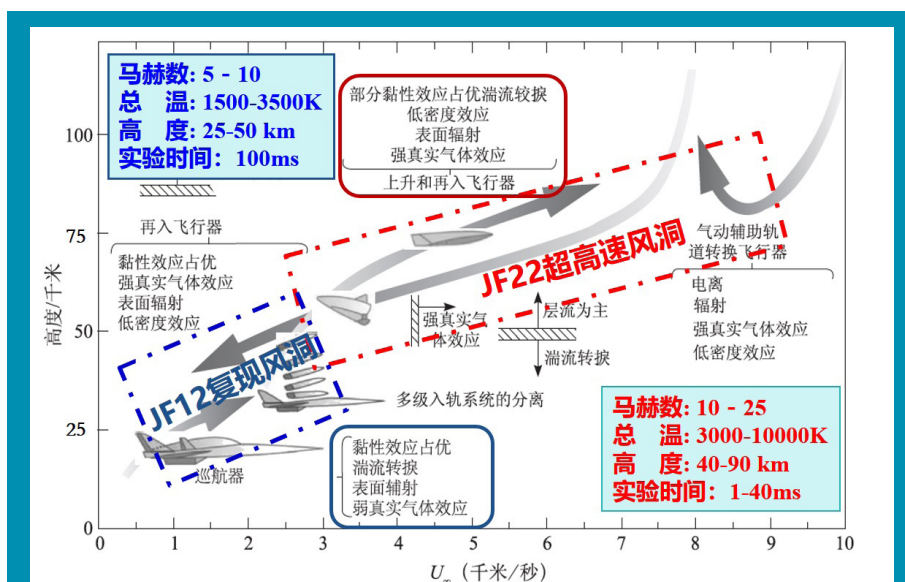 马赫数: 5 - 10
总 温: 1500-3500K
高 度: 25-50 km
实验时间：100ms
部分黏性效应占优湍流较捩
低密度效应
表面辐射
强真实气体效应
上升和再入飞行器
100
75
50
25
0
高度/千米
再入飞行器
黏性效应占优
强真实气体效应
表面辐射
低密度效应
JF22超高速风洞
JF12复现风洞
气动辅助轨
道转换飞行器
电离
辐射
强真实气体效应
低密度效应
强真实气
体效应
层流为主
湍流转捩
多级入轨系统的分离
巡航器
黏性效应占优
湍流转捩
表面辅射
弱真实气体效应
马赫数: 10 - 25
总 温: 3000-10000K
高 度: 40-90 km
实验时间：1-40ms
0 1 2 3 4 5 6 7 8 9 10
U∞（千米/秒）